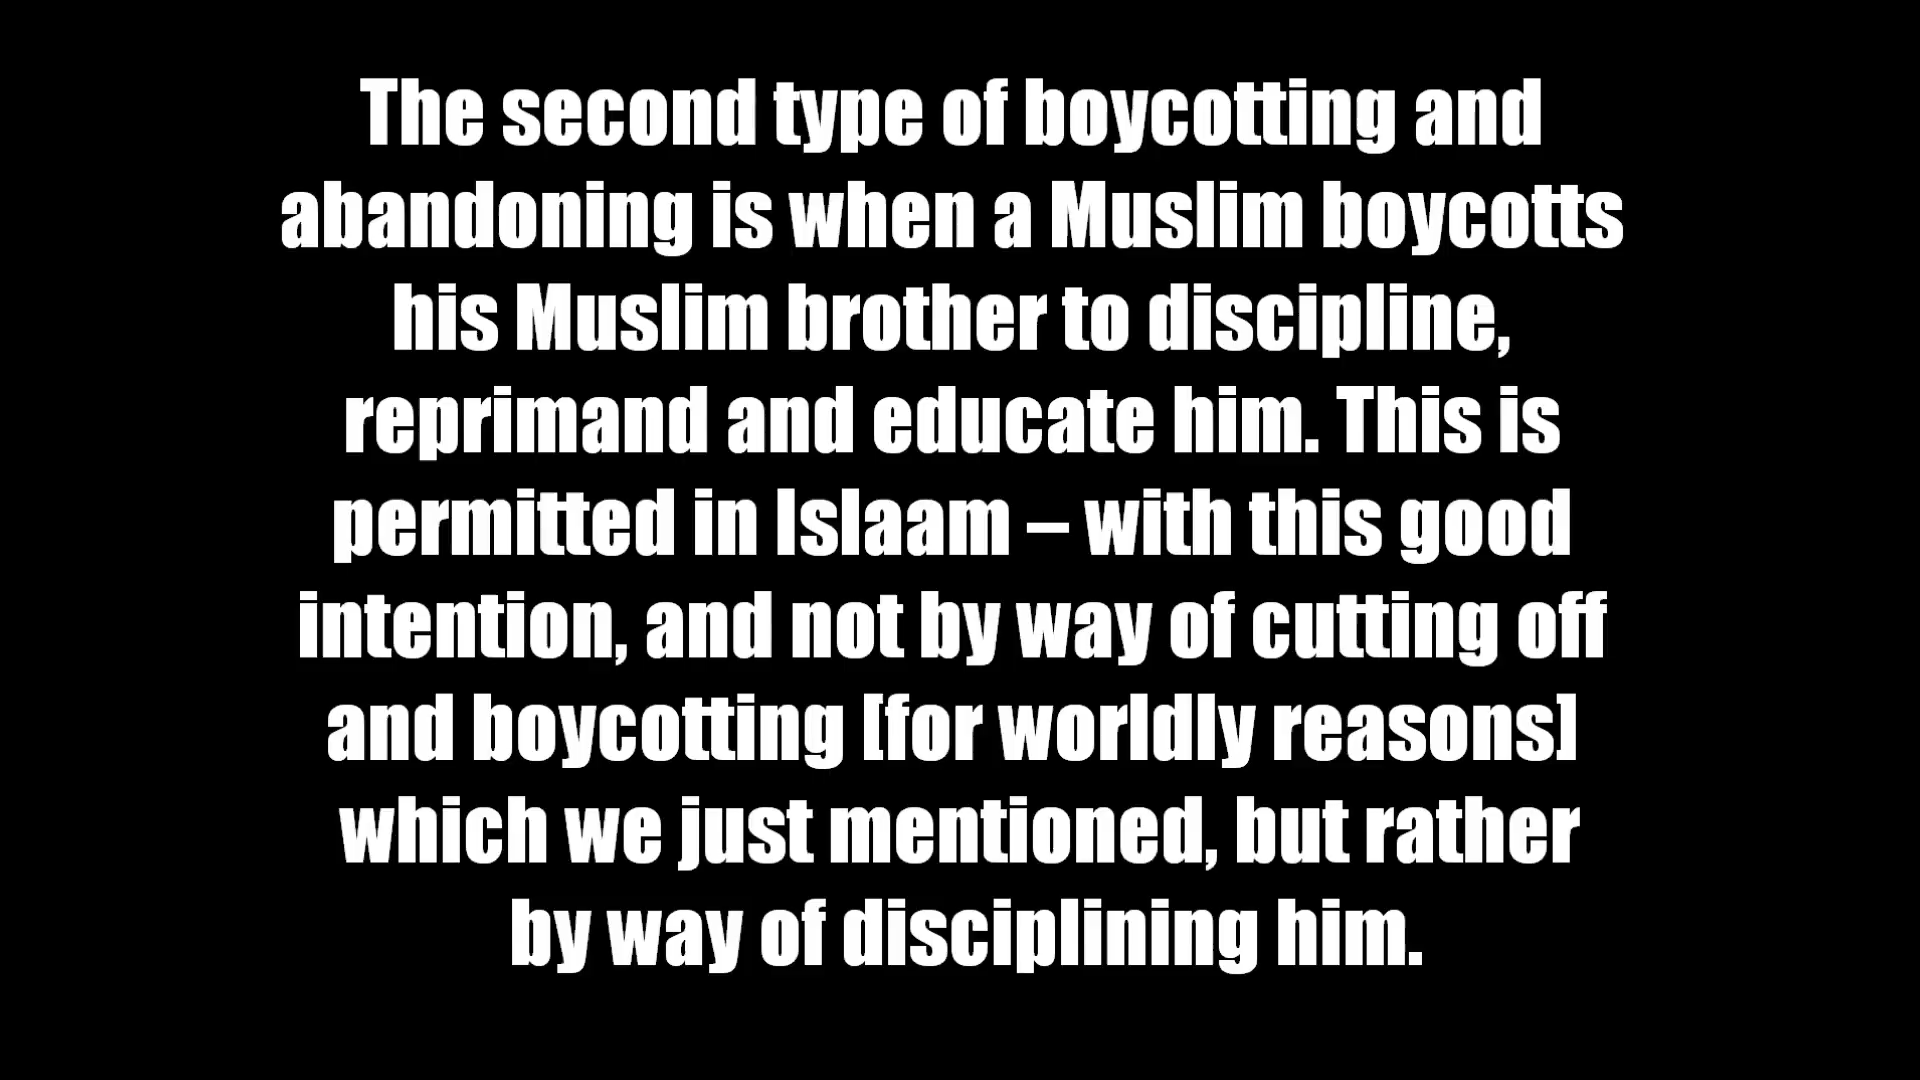 The second type of boycotting and
abandoning is when a Muslim boycotts
his Muslim brother to discipline,
reprimand and educate him. This is
permitted in Islaam – with this good
intention, and not by way of cutting off
and boycotting [for worldly reasons]
which we just mentioned, but rather
by way of disciplining him.